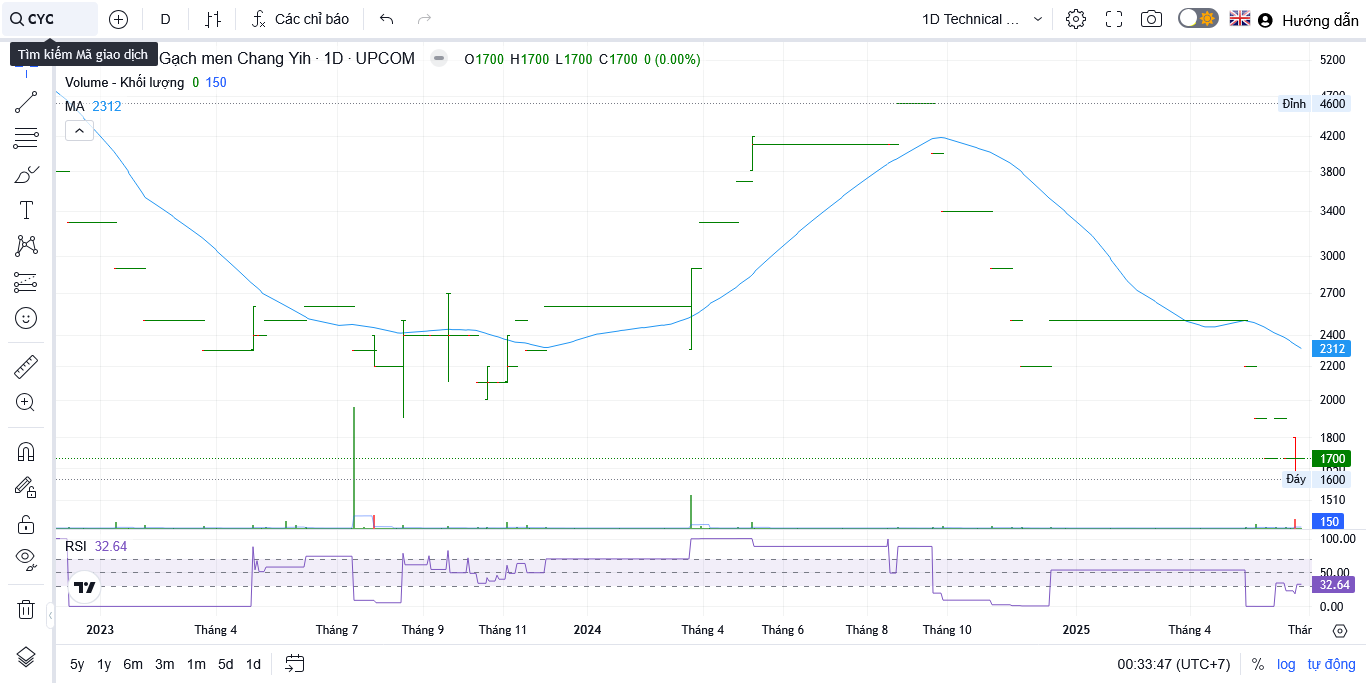 CYC
D
Các chỉ báo
1D Technical ...
Hướng dẫn
Tìm kiếm Mã giao dịch
Gạch men Chang Yih · 1D · UPCOM
O1700 H1700 L1700 C1700 0 (0.00%)
Volume - Khối lượng 0 150
MA 2312
5200
4700
Đỉnh 4600
4200
3800
3400
3000
2700
2400
2312
2200
2000
1800
1700
1650
Đáy 1600
1510
150
RSI 32.64
100.00
50.00
32.64
0.00
2023 Tháng 4 Tháng 7 Tháng 9 Tháng 11 2024 Tháng 4 Tháng 6 Tháng 8 Tháng 10 2025 Tháng 4 Thár
5y 1y 6m 3m 1m 5d 1d
00:33:47 (UTC+7) % log tự động